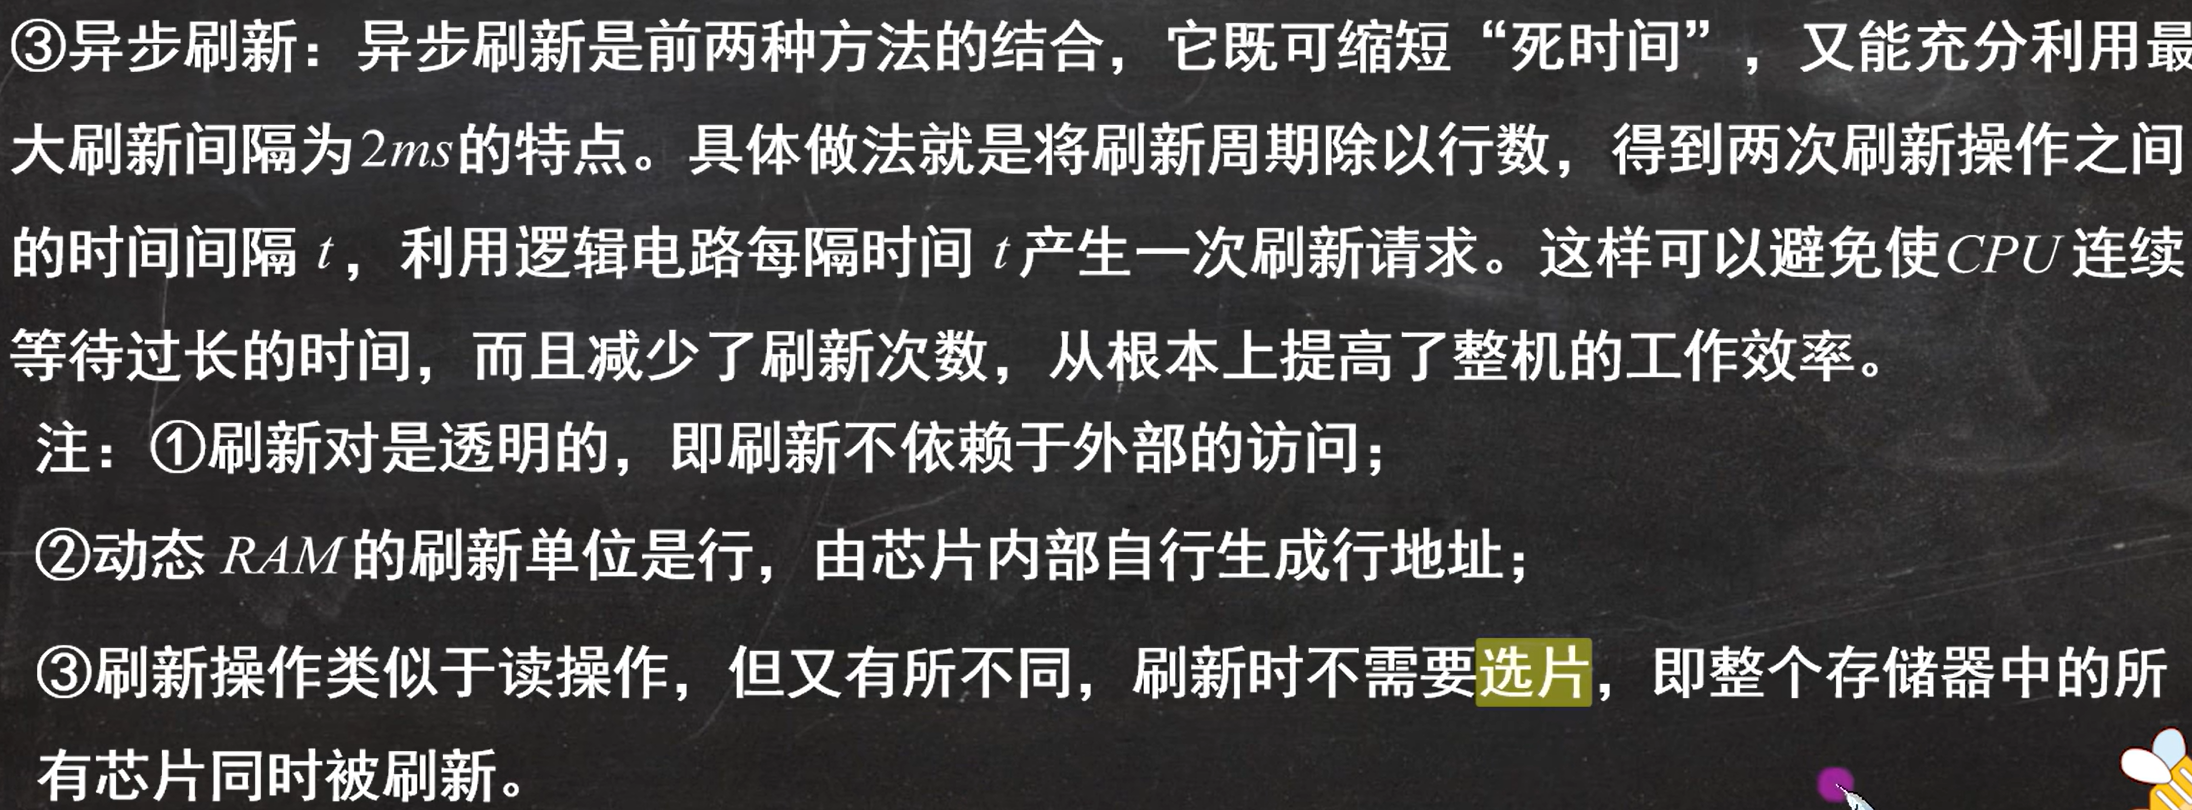 ③异步刷新：异步刷新是前两种方法的结合，它既可缩短“死时间”，又能充分利用最
大刷新间隔为2ms的特点。具体做法就是将刷新周期除以行数，得到两次刷新操作之间
的时间间隔 t，利用逻辑电路每隔时间 t产生一次刷新请求。这样可以避免使CPU连续
等待过长的时间，而且减少了刷新次数，从根本上提高了整机的工作效率。
注：①刷新对是透明的，即刷新不依赖于外部的访问；
②动态 RAM的刷新单位是行，由芯片内部自行生成行地址；
③刷新操作类似于读操作，但又有所不同，刷新时不需要选片，即整个存储器中的所
有芯片同时被刷新。